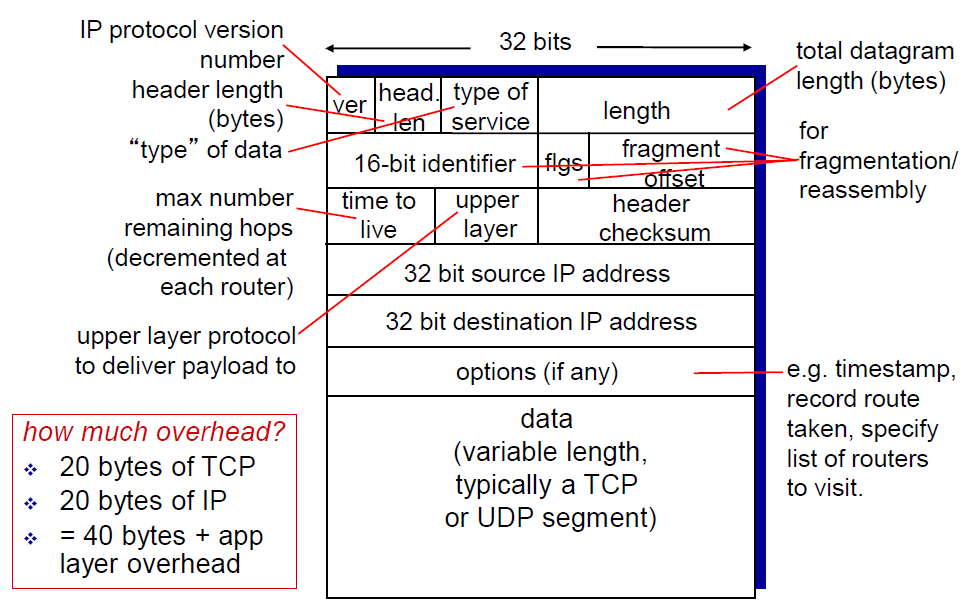 IP protocol version
number
header length
(bytes)
“type” of data
max number
remaining hops
(decremented at
each router)
upper layer protocol
to deliver payload to
how much overhead?
20 bytes of TCP
20 bytes of IP
= 40 bytes + app
layer overhead
32 bits
ver
head.
len
type of
service
length
16-bit identifier
flgs
fragment
offset
time to
live
upper
layer
header
checksum
32 bit source IP address
32 bit destination IP address
options (if any)
data
(variable length,
typically a TCP
or UDP segment)
total datagram
length (bytes)
for
fragmentation/
reassembly
e.g. timestamp,
record route
taken, specify
list of routers
to visit.